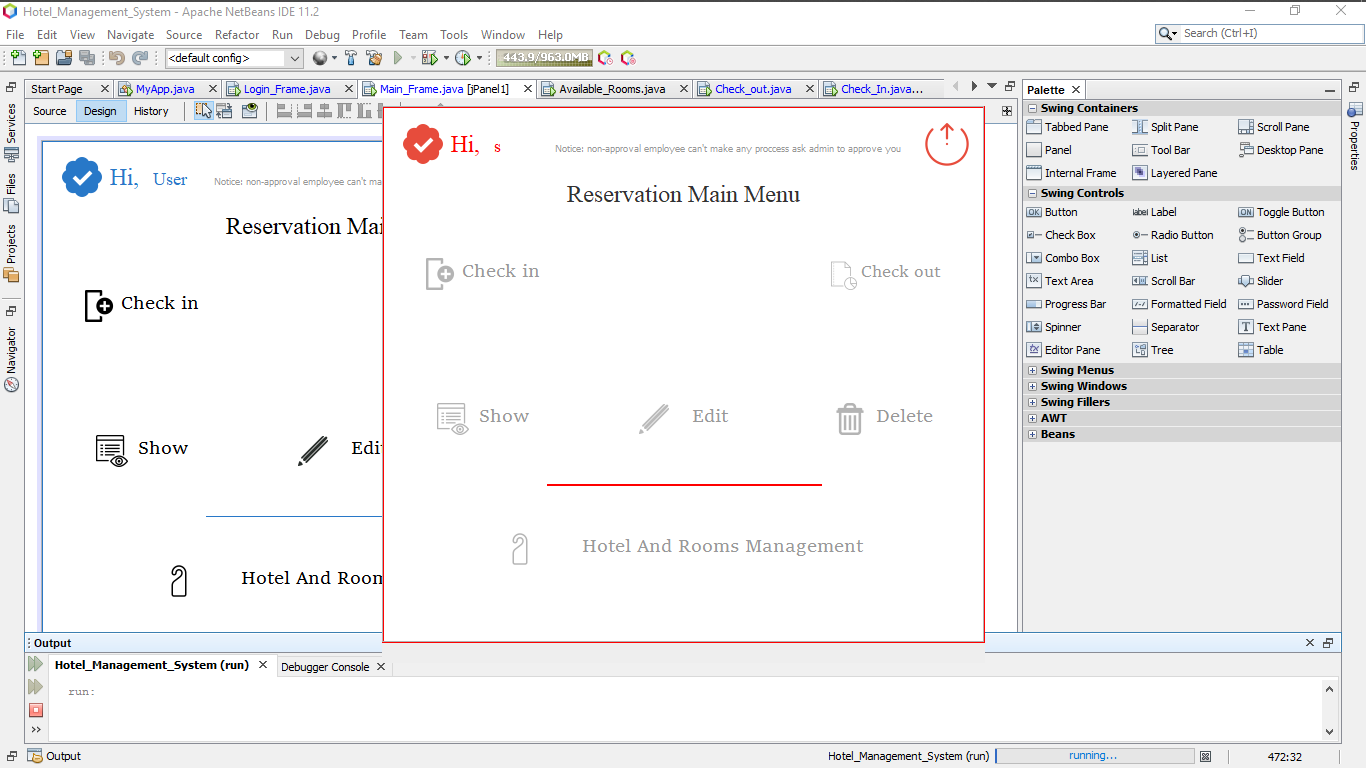 Hotel_Management_System - Apache NetBeans IDE 11.2
File Edit View Navigate Source Refactor Run Debug Profile Team Tools Window Help
Search (Ctrl+I)
<default config>
443.9/963.0MB
Start Page
MyApp.java
Login_Frame.java
Main_Frame.java [jPanel1]
Available_Rooms.java
Check_out.java
Check_In.java...
Source Design History
Services
Files
Projects
Navigator
Hi, User
Notice: non-approval employee can't ma
Reservation Mai
Check in
Show
Edi
Hotel And Room
Hi, s
Notice: non-approval employee can't make any proccess ask admin to approve you
Reservation Main Menu
Check in
Check out
Show
Edit
Delete
Hotel And Rooms Management
Palette
Properties
Swing Containers
Tabbed Pane Split Pane Scroll Pane
Panel Tool Bar Desktop Pane
Internal Frame Layered Pane
Swing Controls
OK Button label Label ON Toggle Button
Check Box Radio Button Button Group
Combo Box List Text Field
Text Area Scroll Bar Slider
Progress Bar Formatted Field Password Field
Spinner Separator Text Pane
Editor Pane Tree Table
Swing Menus
Swing Windows
Swing Fillers
AWT
Beans
Output
Hotel_Management_System (run)
Debugger Console
run:
Output
Hotel_Management_System (run)
running...
472:32